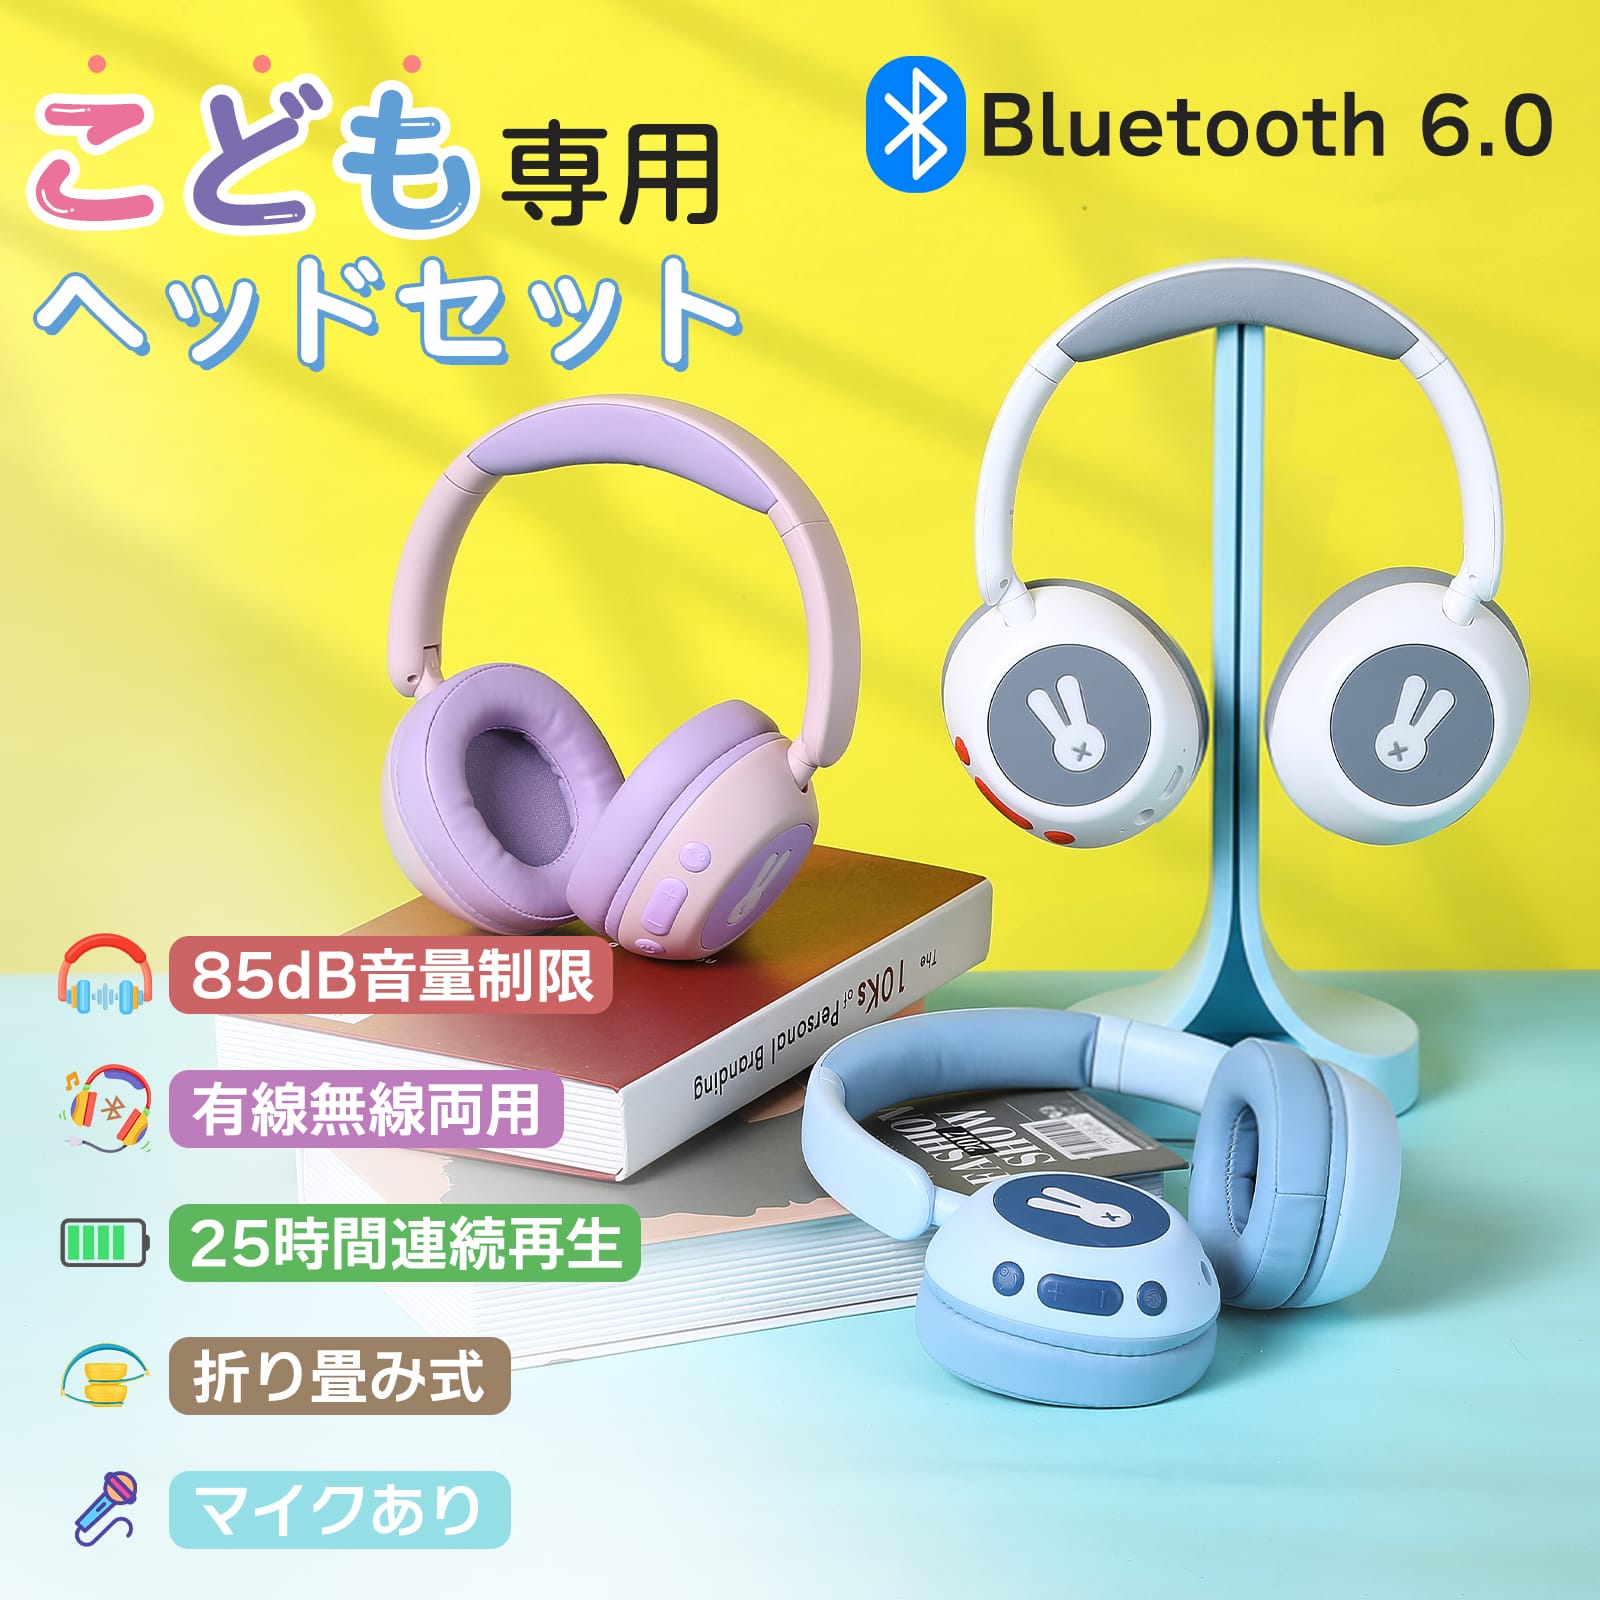 こども専用
ヘッドセット
Bluetooth 6.0
85dB音量制限
有線無線両用
25時間連続再生
折り畳み式
マイクあり
The 10Ks of Personal Branding
FASHION
SHOW
2017